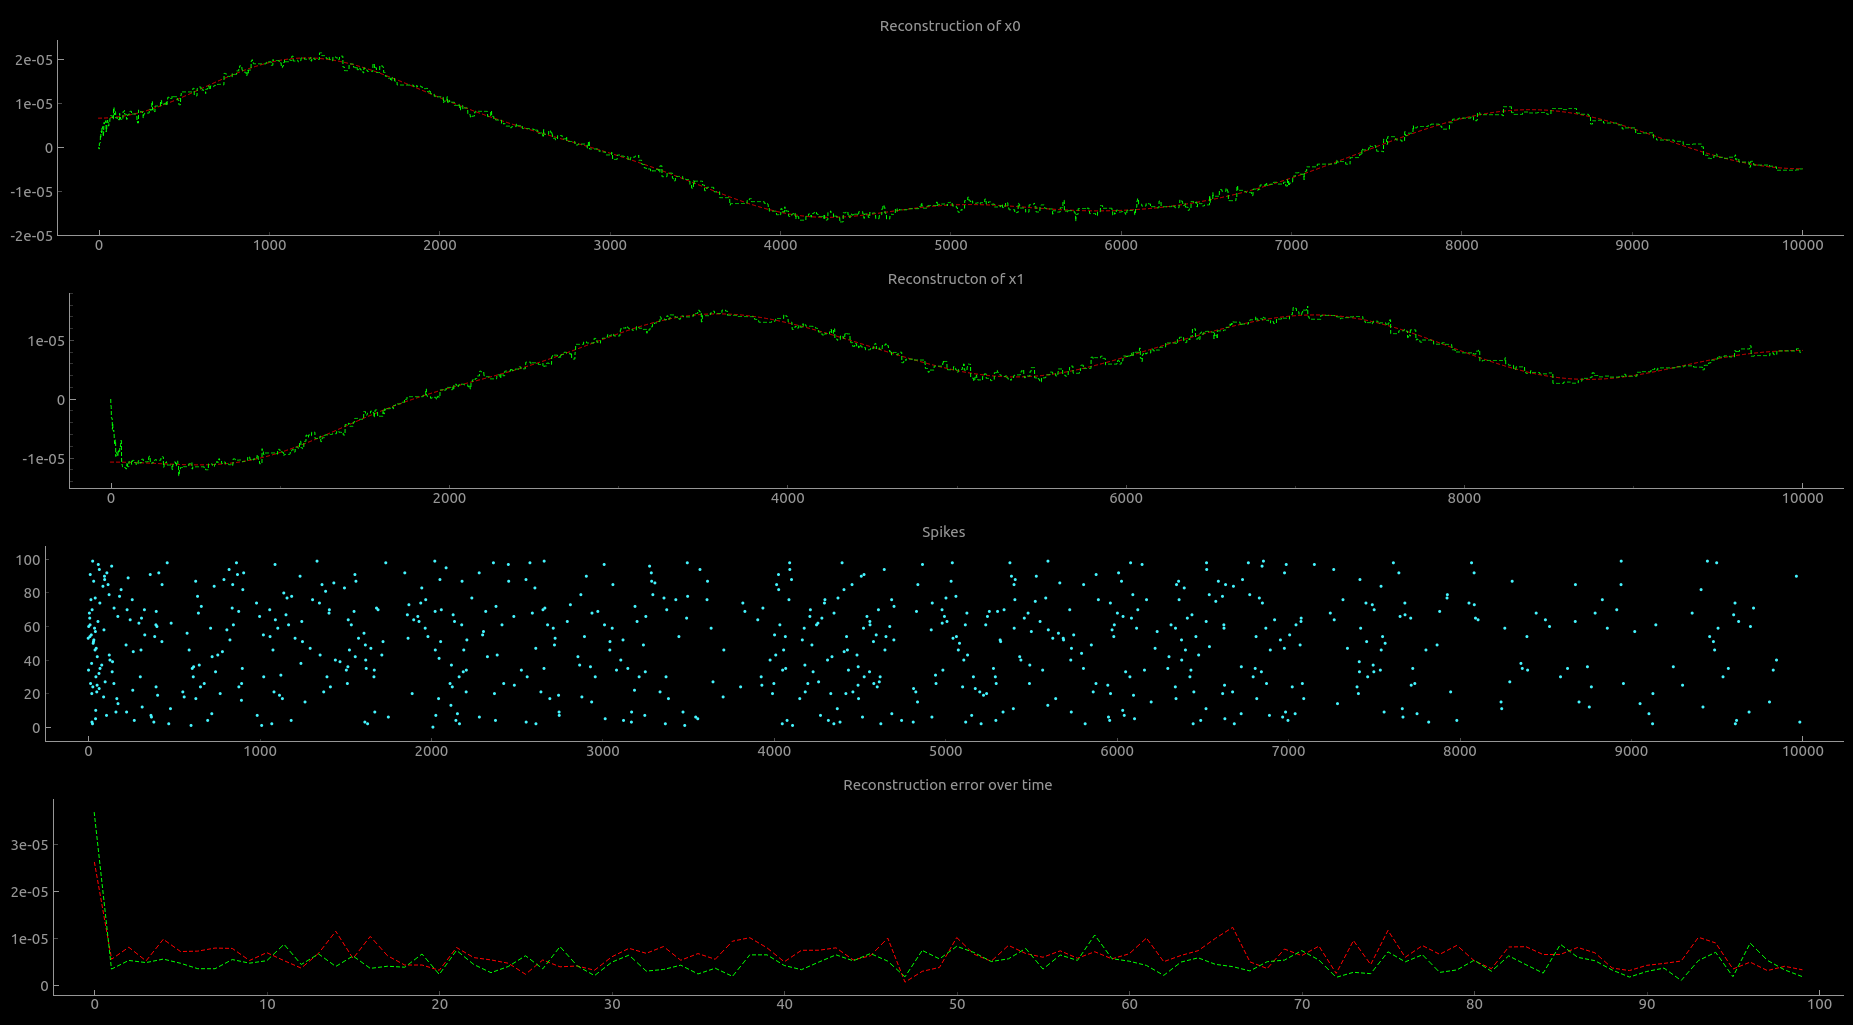 Reconstruction of x0
2e-05
1e-05
0
-1e-05
-2e-05
0 1000 2000 3000 4000 5000 6000 7000 8000 9000 10000
Reconstructon of x1
1e-05
0
-1e-05
0 2000 4000 6000 8000 10000
Spikes
100
80
60
40
20
0
0 1000 2000 3000 4000 5000 6000 7000 8000 9000 10000
Reconstruction error over time
3e-05
2e-05
1e-05
0
0 10 20 30 40 50 60 70 80 90 100